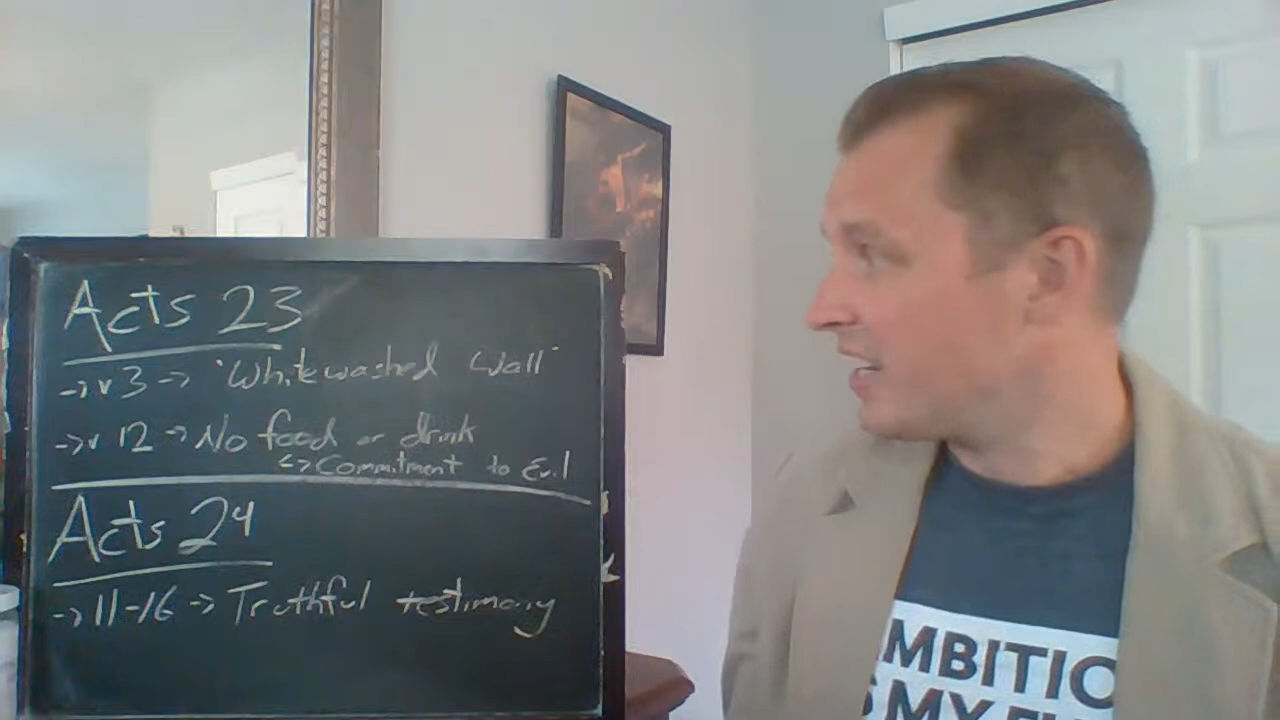 Acts 23
-> v 3 -> "Whitewashed Wall"
-> v 12 -> No food or drink
↳ Commitment to Evil
Acts 24
-> 11-16 -> Truthful testimony
MBITIO
MY